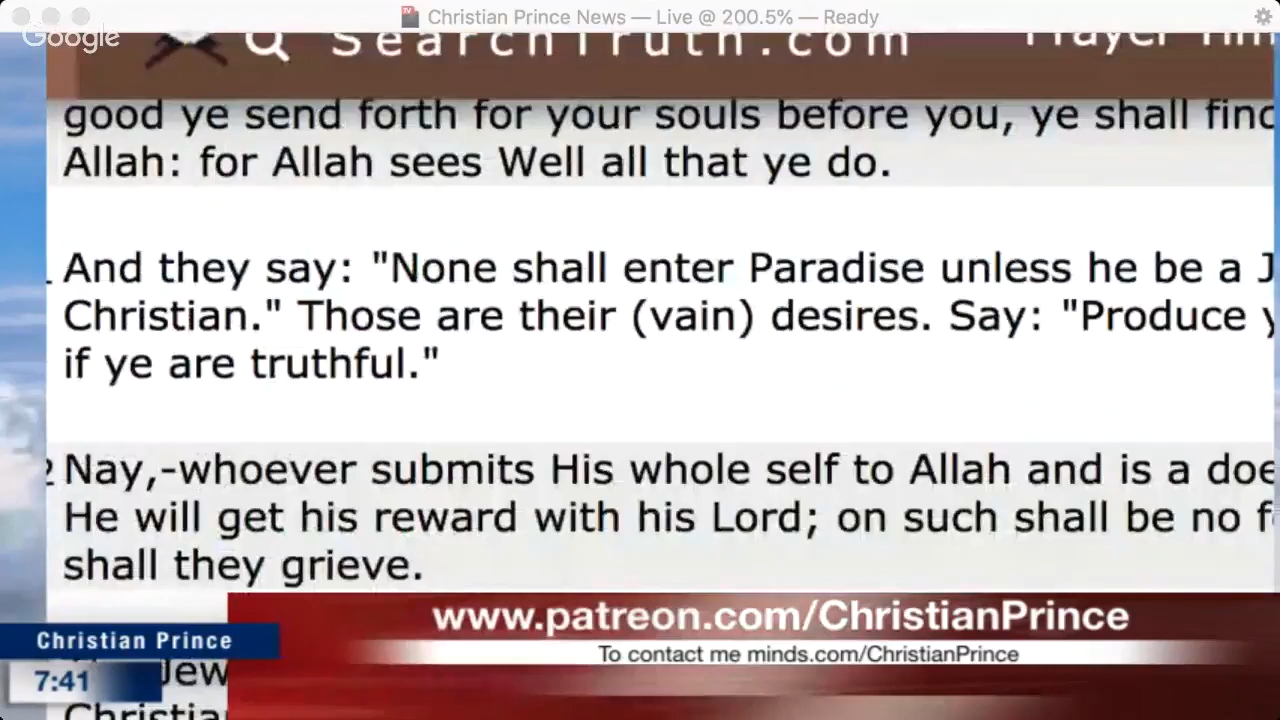 Christian Prince News — Live @ 200.5% — Ready
Google
SearchTruth.com
Prayer
good ye send forth for your souls before you, ye shall find
Allah: for Allah sees Well all that ye do.
And they say: "None shall enter Paradise unless he be a J
Christian." Those are their (vain) desires. Say: "Produce y
if ye are truthful."
2 Nay,-whoever submits His whole self to Allah and is a doe
He will get his reward with his Lord; on such shall be no f
shall they grieve.
www.patreon.com/ChristianPrince
Christian Prince
To contact me minds.com/ChristianPrince
Jew
7:41
Christia